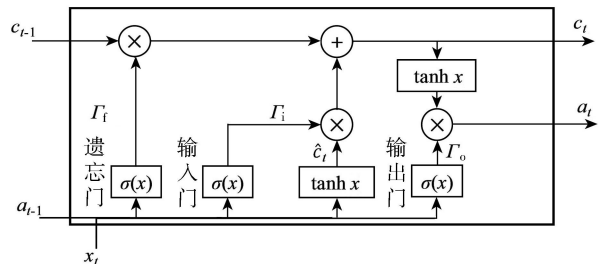 c_{t-1}
×
+
c_t
tanh x
Γ_f
Γ_i
×
×
a_t
遗忘门
输入门
ĉ_t
输出门
Γ_o
σ(x)
σ(x)
tanh x
σ(x)
a_{t-1}
x_t